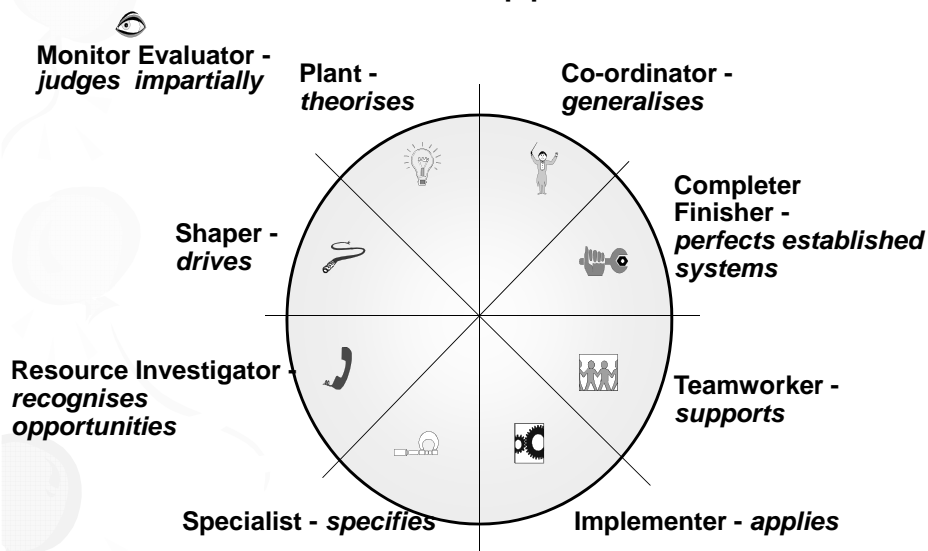 Monitor Evaluator -
judges impartially
Plant -
theorises
Co-ordinator -
generalises
Completer
Finisher -
perfects established
systems
Shaper -
drives
Resource Investigator -
recognises
opportunities
Teamworker -
supports
Specialist - specifies
Implementer - applies